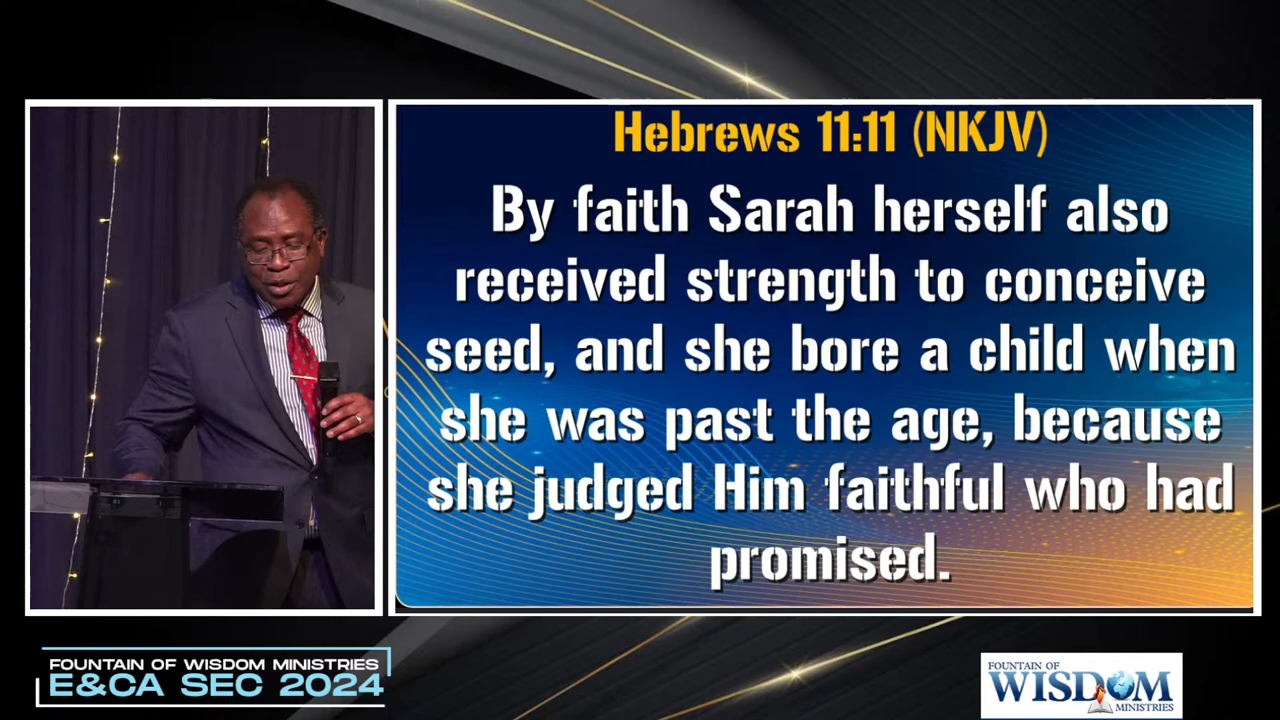 Hebrews 11:11 (NKJV)
By faith Sarah herself also
received strength to conceive
seed, and she bore a child when
she was past the age, because
she judged Him faithful who had
promised.
FOUNTAIN OF WISDOM MINISTRIES
E&CA SEC 2024
FOUNTAIN OF
WISDOM
MINISTRIES